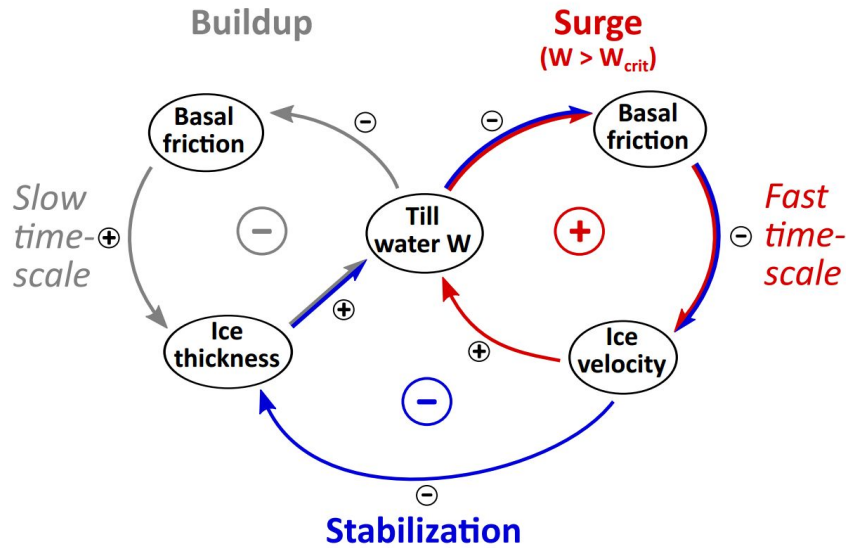 Buildup
Surge
(W > Wcrit)
Basal
friction
⊖
⊖
Basal
friction
Slow
time-
scale
⊕
⊖
Till
water W
⊕
⊖
Fast
time-
scale
Ice
thickness
⊕
⊕
Ice
velocity
⊖
⊖
Stabilization